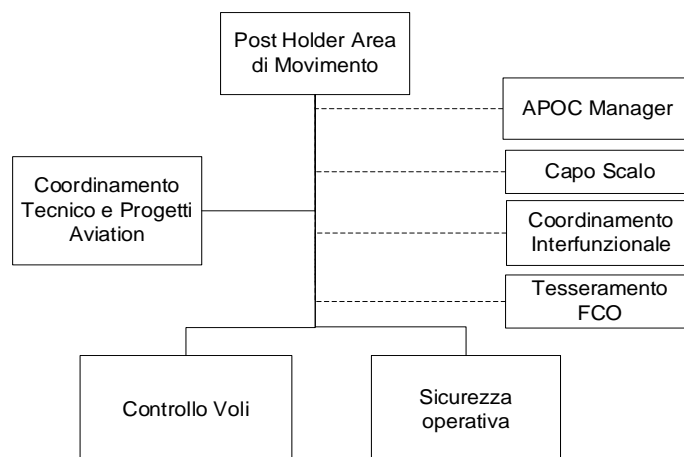 Post Holder Area
di Movimento
APOC Manager
Capo Scalo
Coordinamento
Tecnico e Progetti
Aviation
Coordinamento
Interfunzionale
Tesseramento
FCO
Controllo Voli
Sicurezza
operativa